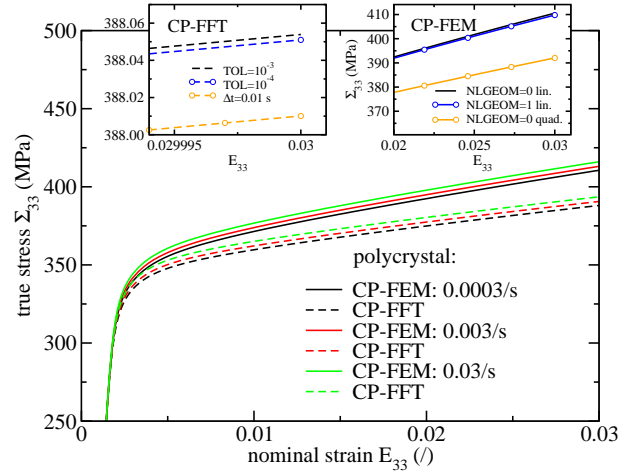 CP-FFT
388.06
388.04
388.02
388.00
TOL=10⁻³
TOL=10⁻⁴
Δt=0.01 s
0.029995
0.03
E₃₃
CP-FEM
410
400
390
380
370
Σ₃₃ (MPa)
NLGEOM=0 lin.
NLGEOM=1 lin.
NLGEOM=0 quad.
0.02
0.03
E₃₃
500
450
400
350
300
250
true stress Σ₃₃ (MPa)
polycrystal:
CP-FEM: 0.0003/s
CP-FFT
CP-FEM: 0.003/s
CP-FFT
CP-FEM: 0.03/s
CP-FFT
0
0.01
0.02
0.03
nominal strain E₃₃ (/)